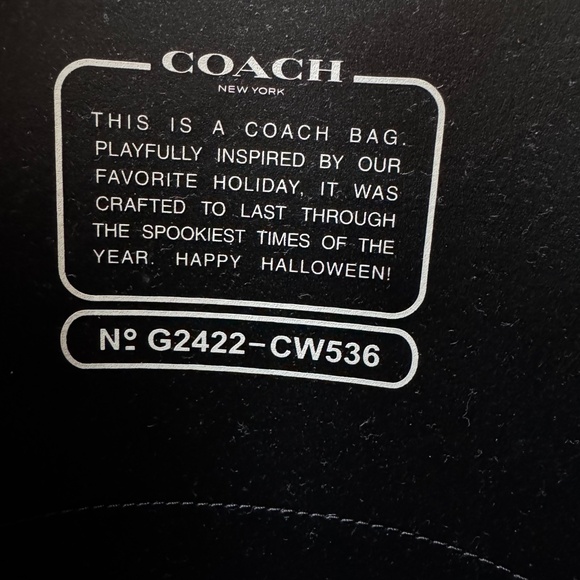 COACH
NEW YORK
THIS IS A COACH BAG.
PLAYFULLY INSPIRED BY OUR
FAVORITE HOLIDAY, IT WAS
CRAFTED TO LAST THROUGH
THE SPOOKIEST TIMES OF THE
YEAR. HAPPY HALLOWEEN!
Nº G2422-CW536